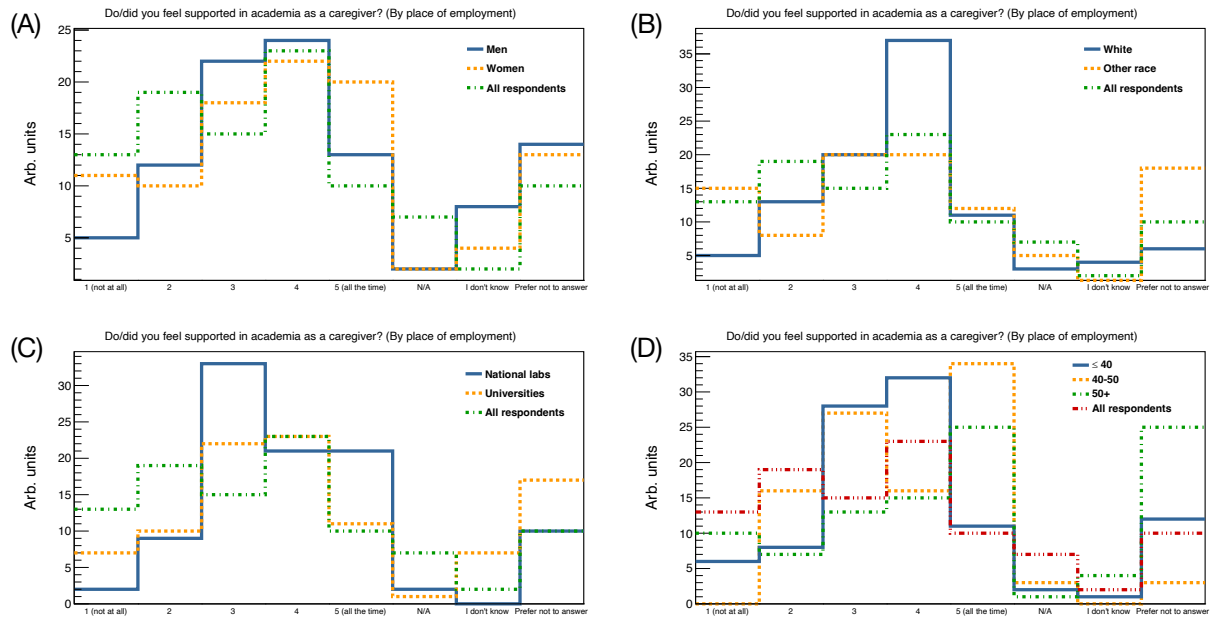 (A)
Do/did you feel supported in academia as a caregiver? (By place of employment)
Arb. units
25
20
15
10
5
Men
Women
All respondents
1 (not at all) 2 3 4 5 (all the time) N/A I don't know Prefer not to answer
(B)
Do/did you feel supported in academia as a caregiver? (By place of employment)
Arb. units
35
30
25
20
15
10
5
White
Other race
All respondents
1 (not at all) 2 3 4 5 (all the time) N/A I don't know Prefer not to answer
(C)
Do/did you feel supported in academia as a caregiver? (By place of employment)
Arb. units
30
25
20
15
10
5
0
National labs
Universities
All respondents
1 (not at all) 2 3 4 5 (all the time) N/A I don't know Prefer not to answer
(D)
Do/did you feel supported in academia as a caregiver? (By place of employment)
Arb. units
35
30
25
20
15
10
5
0
≤ 40
40-50
50+
All respondents
1 (not at all) 2 3 4 5 (all the time) N/A I don't know Prefer not to answer